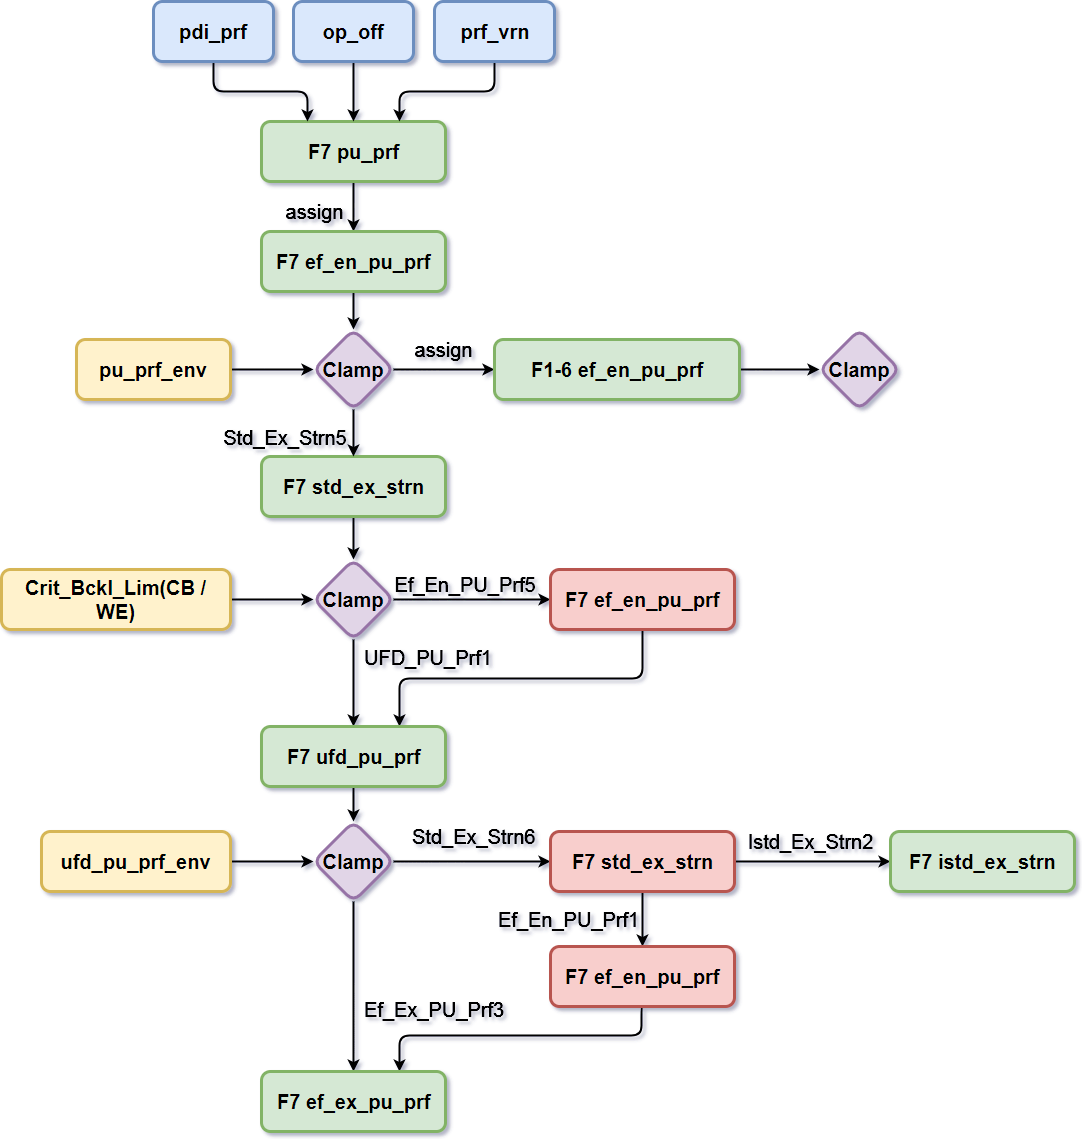 pdi_prf
op_off
prf_vrn
F7 pu_prf
assign
F7 ef_en_pu_prf
pu_prf_env
Clamp
assign
F1-6 ef_en_pu_prf
Clamp
Std_Ex_Strn5
F7 std_ex_strn
Crit_Bckl_Lim(CB /
WE)
Clamp
Ef_En_PU_Prf5
F7 ef_en_pu_prf
UFD_PU_Prf1
F7 ufd_pu_prf
ufd_pu_prf_env
Clamp
Std_Ex_Strn6
F7 std_ex_strn
Istd_Ex_Strn2
F7 istd_ex_strn
Ef_En_PU_Prf1
F7 ef_en_pu_prf
Ef_Ex_PU_Prf3
F7 ef_ex_pu_prf